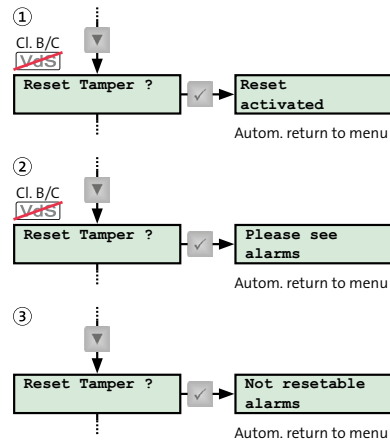 ①
Cl. B/C
VdS
Reset Tamper ?
Reset
activated
Autom. return to menu
②
Cl. B/C
VdS
Reset Tamper ?
Please see
alarms
Autom. return to menu
③
Reset Tamper ?
Not resetable
alarms
Autom. return to menu